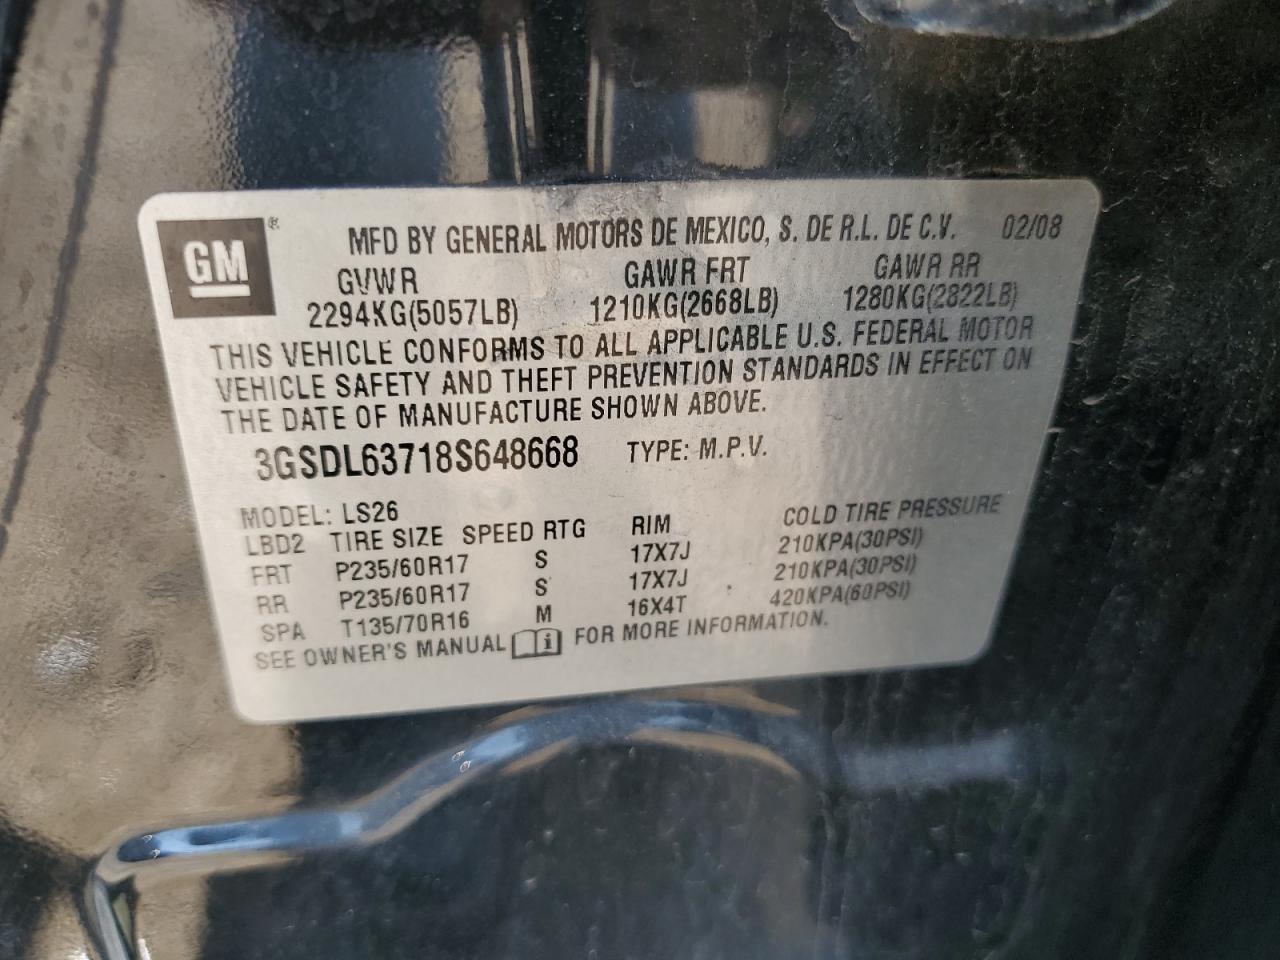 GM® MFD BY GENERAL MOTORS DE MEXICO, S. DE R.L. DE C.V. 02/08
GVWR GAWR FRT GAWR RR
2294KG(5057LB) 1210KG(2668LB) 1280KG(2822LB)
THIS VEHICLE CONFORMS TO ALL APPLICABLE U.S. FEDERAL MOTOR
VEHICLE SAFETY AND THEFT PREVENTION STANDARDS IN EFFECT ON
THE DATE OF MANUFACTURE SHOWN ABOVE.
3GSDL63718S648668 TYPE: M.P.V.
MODEL: LS26
LBD2 TIRE SIZE SPEED RTG RIM COLD TIRE PRESSURE
FRT P235/60R17 S 17X7J 210KPA(30PSI)
RR P235/60R17 S 17X7J 210KPA(30PSI)
SPA T135/70R16 M 16X4T 420KPA(60PSI)
SEE OWNER'S MANUAL i FOR MORE INFORMATION.